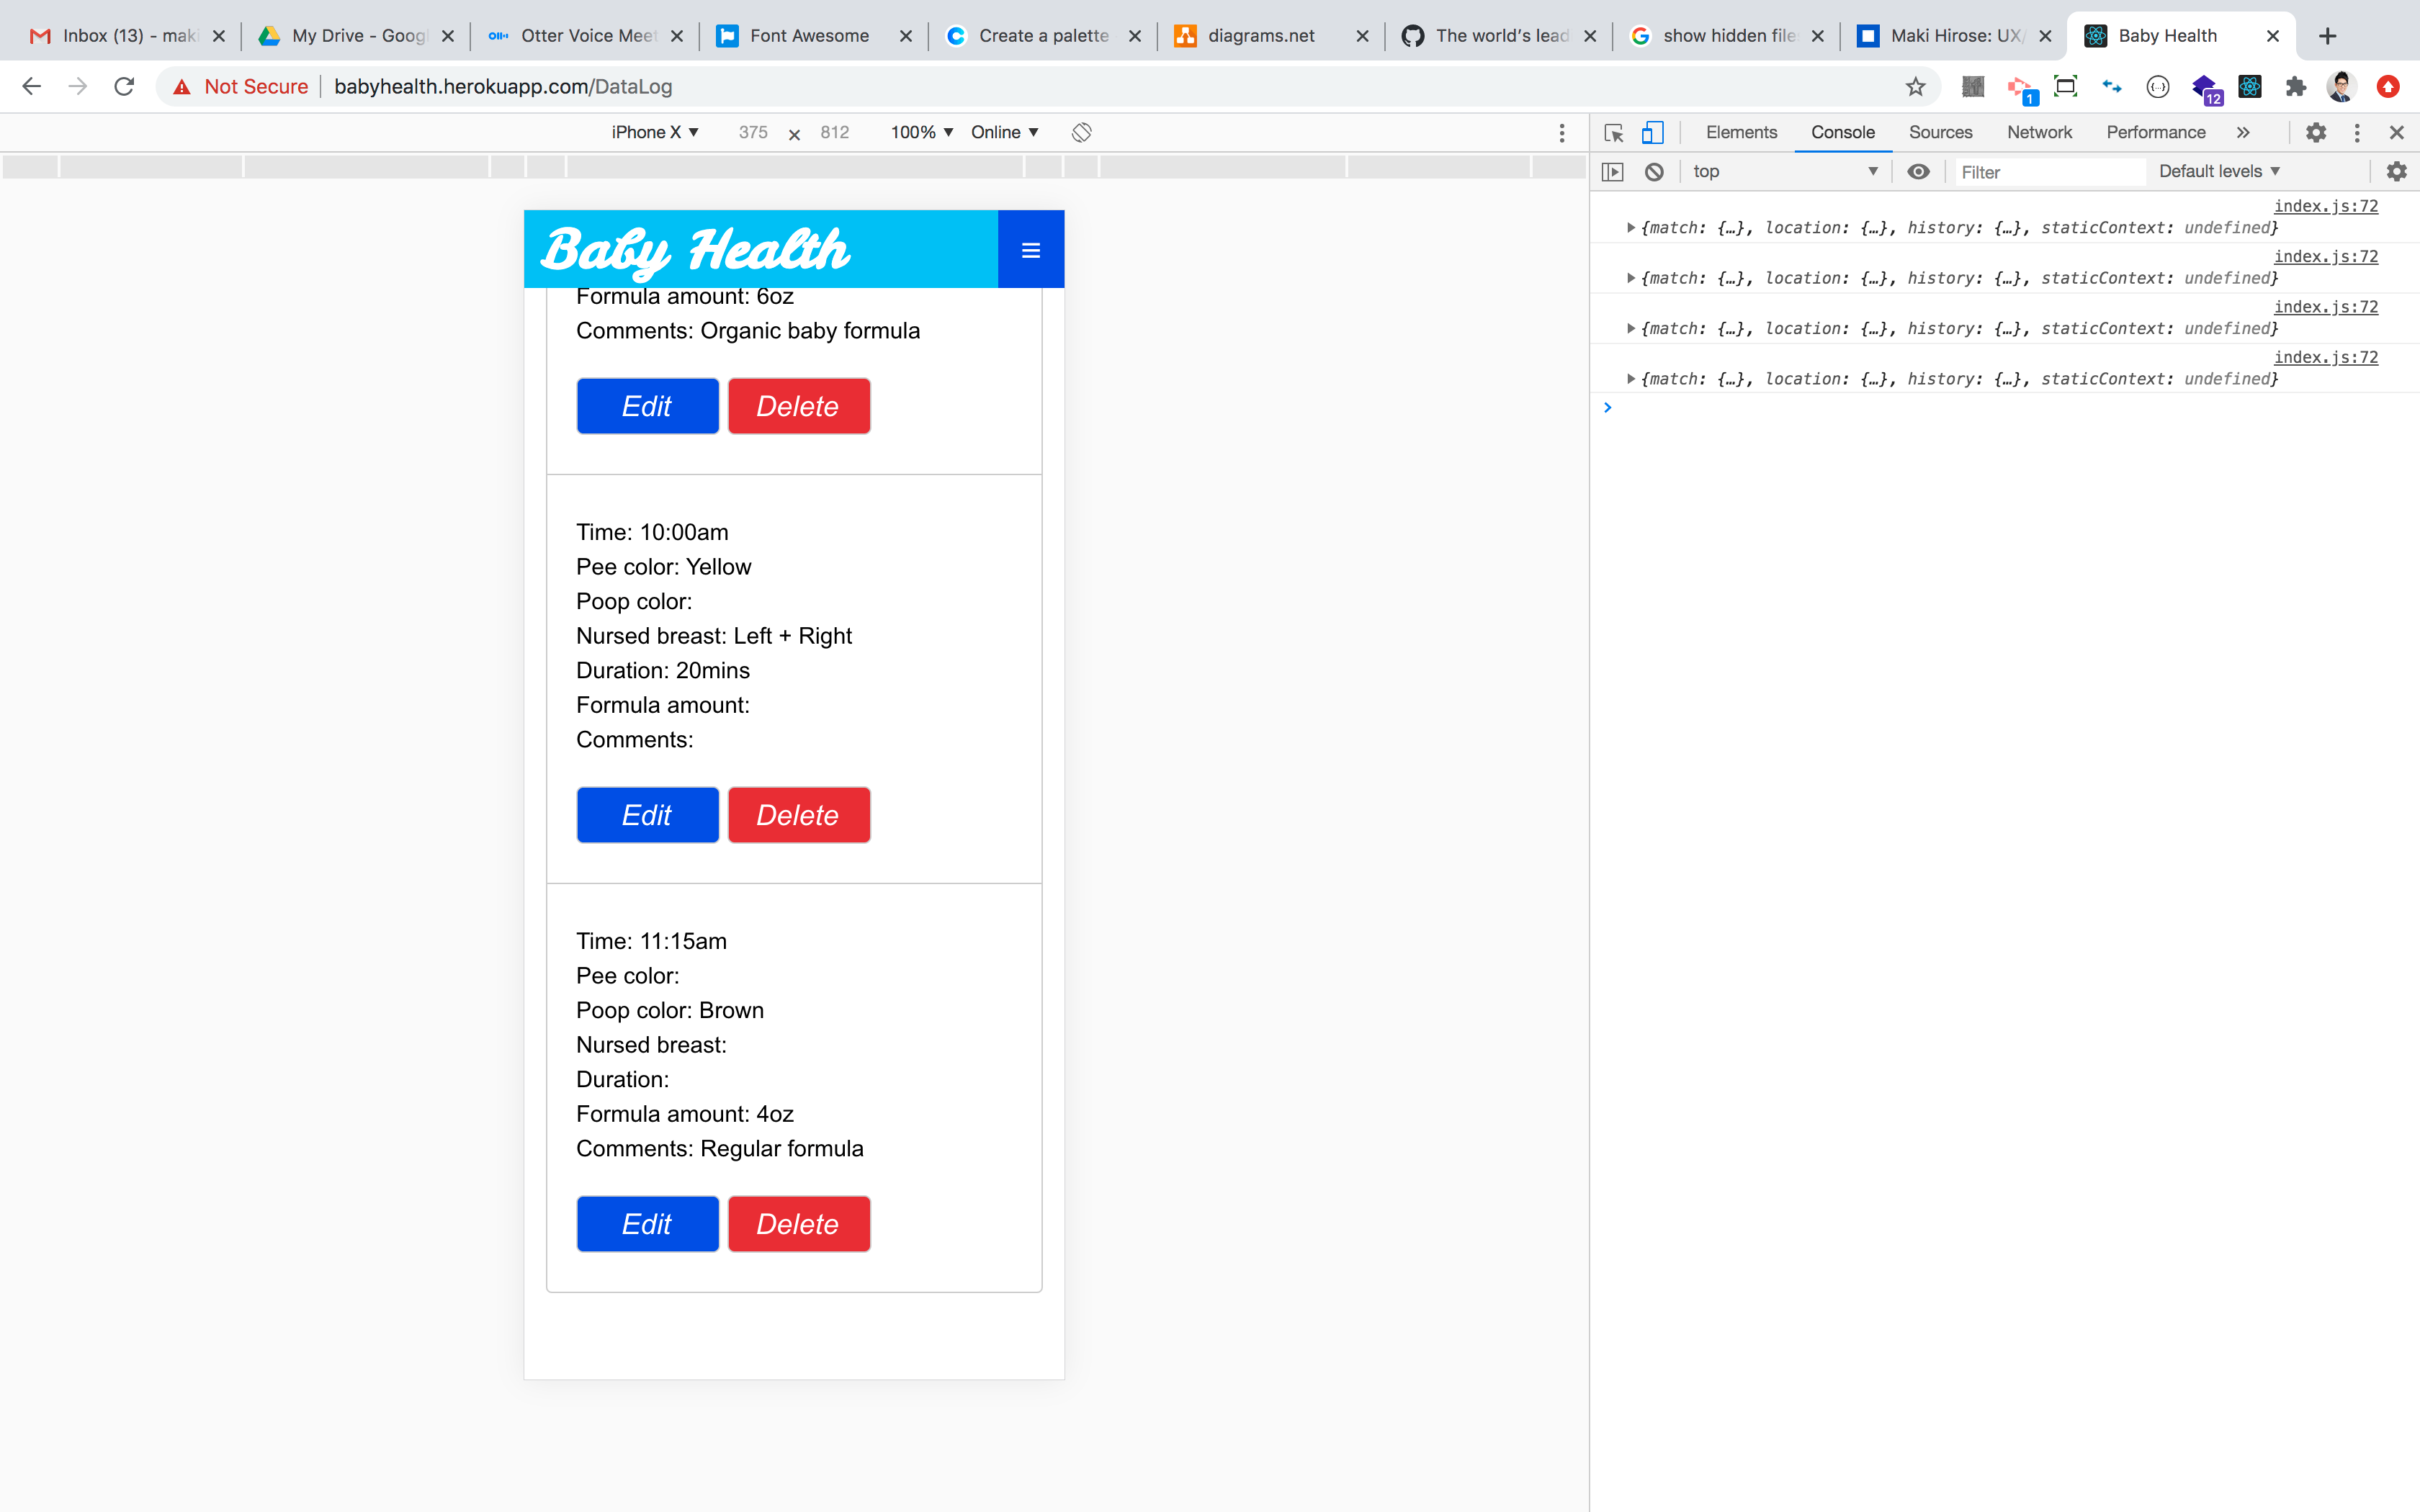 Inbox (13) - maki
My Drive - Googl
Otter Voice Meet
Font Awesome
Create a palette
diagrams.net
The world's lead
show hidden file
Maki Hirose: UX/
Baby Health
Not Secure
babyhealth.herokuapp.com/DataLog
1
12
iPhone X ▼ 375 × 812 100% ▼ Online ▼
Elements Console Sources Network Performance »
top ▼ Filter Default levels ▼
Baby Health
Formula amount: 6oz
Comments: Organic baby formula
Edit Delete
Time: 10:00am
Pee color: Yellow
Poop color:
Nursed breast: Left + Right
Duration: 20mins
Formula amount:
Comments:
Edit Delete
Time: 11:15am
Pee color:
Poop color: Brown
Nursed breast:
Duration:
Formula amount: 4oz
Comments: Regular formula
Edit Delete
index.js:72
{match: {…}, location: {…}, history: {…}, staticContext: undefined}
index.js:72
{match: {…}, location: {…}, history: {…}, staticContext: undefined}
index.js:72
{match: {…}, location: {…}, history: {…}, staticContext: undefined}
index.js:72
{match: {…}, location: {…}, history: {…}, staticContext: undefined}